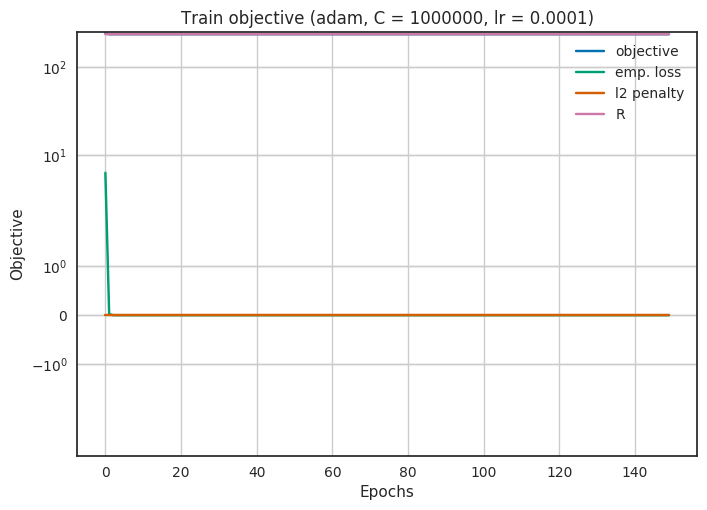 Train objective (adam, C = 1000000, lr = 0.0001)
objective
emp. loss
l2 penalty
R
10²
10¹
10⁰
0
−10⁰
Objective
0 20 40 60 80 100 120 140
Epochs